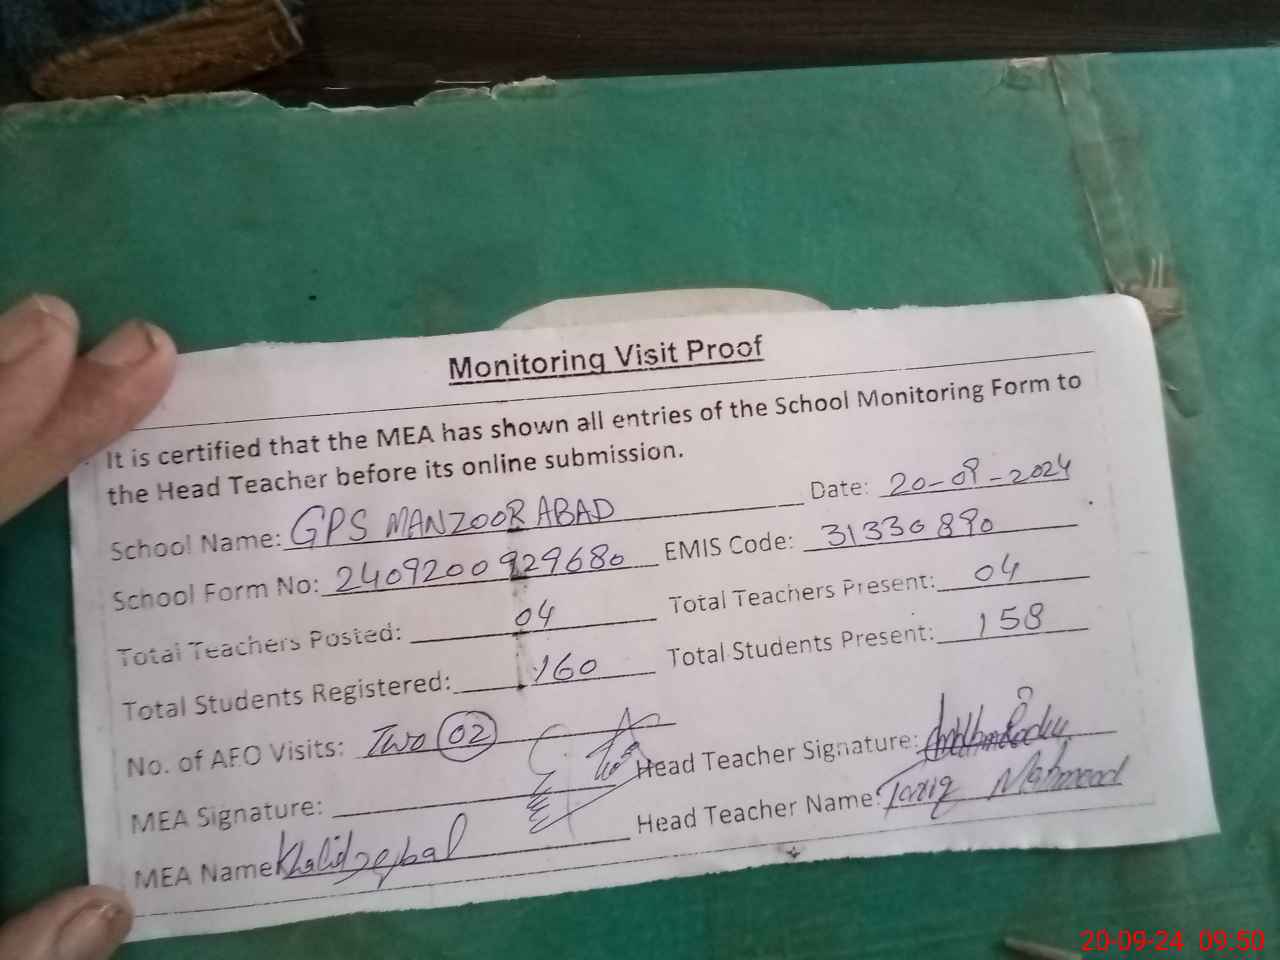 Monitoring Visit Proof
It is certified that the MEA has shown all entries of the School Monitoring Form to
the Head Teacher before its online submission.
School Name: GPS MANZOOR ABAD Date: 20-09-2024
School Form No: 2409200929680 EMIS Code: 31330890
Total Teachers Posted: 04 Total Teachers Present: 04
Total Students Registered: 160 Total Students Present: 158
No. of AEO Visits: Two 02
MEA Signature: Head Teacher Signature:
MEA Name Khalid Iqbal Head Teacher Name: Tariq Mahmood
20-09-24 09:50